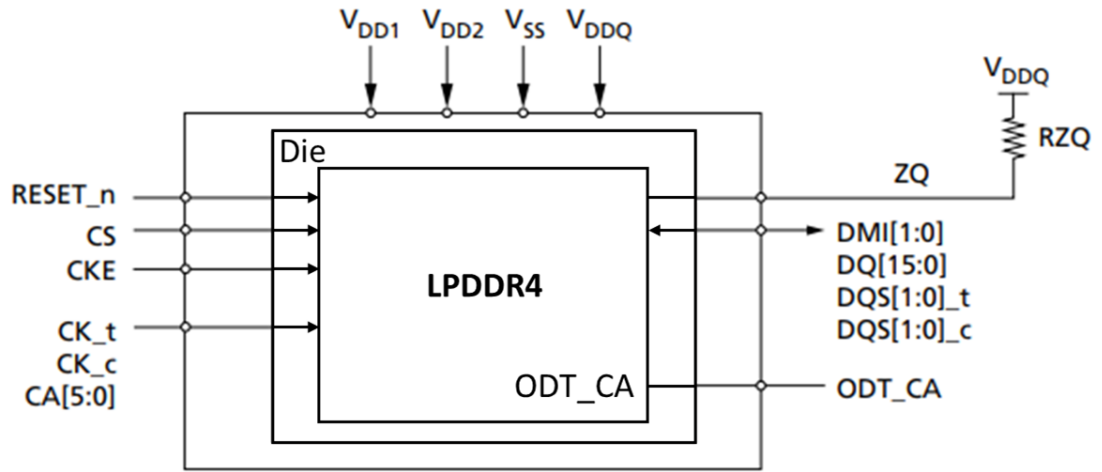 VDD1 VDD2 VSS VDDQ
VDDQ
RZQ
Die
ZQ
RESET_n
CS
CKE
CK_t
CK_c
CA[5:0]
LPDDR4
ODT_CA
DMI[1:0]
DQ[15:0]
DQS[1:0]_t
DQS[1:0]_c
ODT_CA